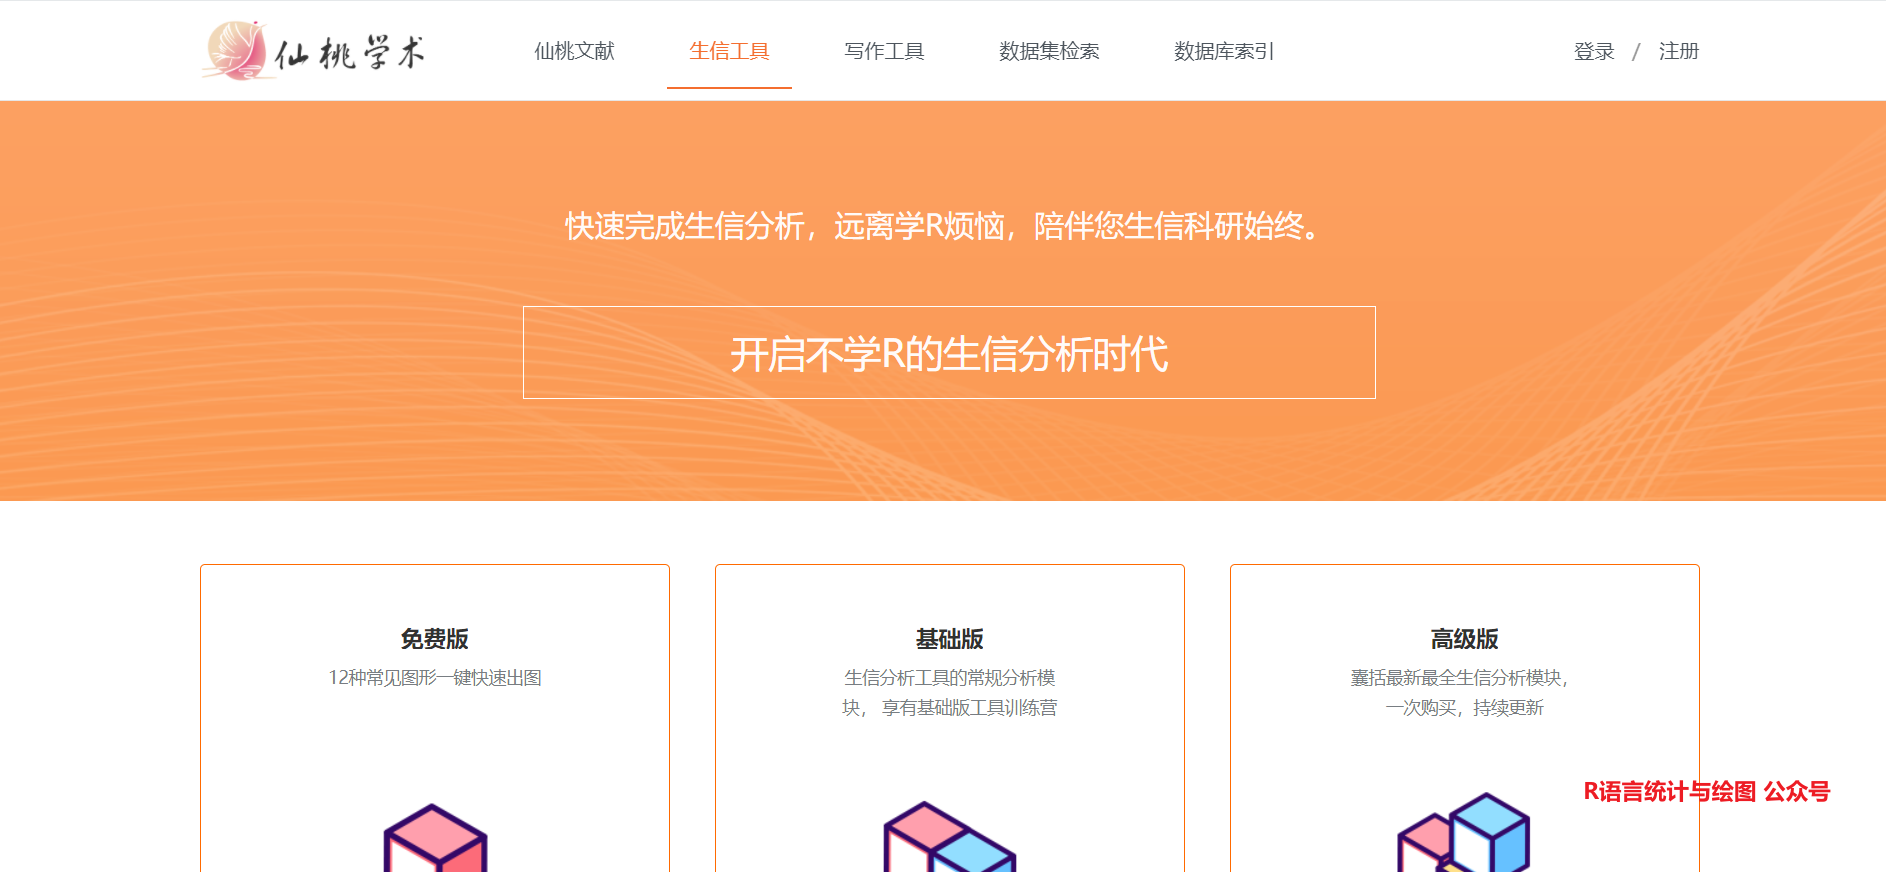 仙桃学术
仙桃文献
生信工具
写作工具
数据集检索
数据库索引
登录 / 注册
快速完成生信分析，远离学R烦恼，陪伴您生信科研始终。
开启不学R的生信分析时代
免费版
12种常见图形一键快速出图
基础版
生信分析工具的常规分析模
块， 享有基础版工具训练营
高级版
囊括最新最全生信分析模块，
一次购买，持续更新
R语言统计与绘图 公众号